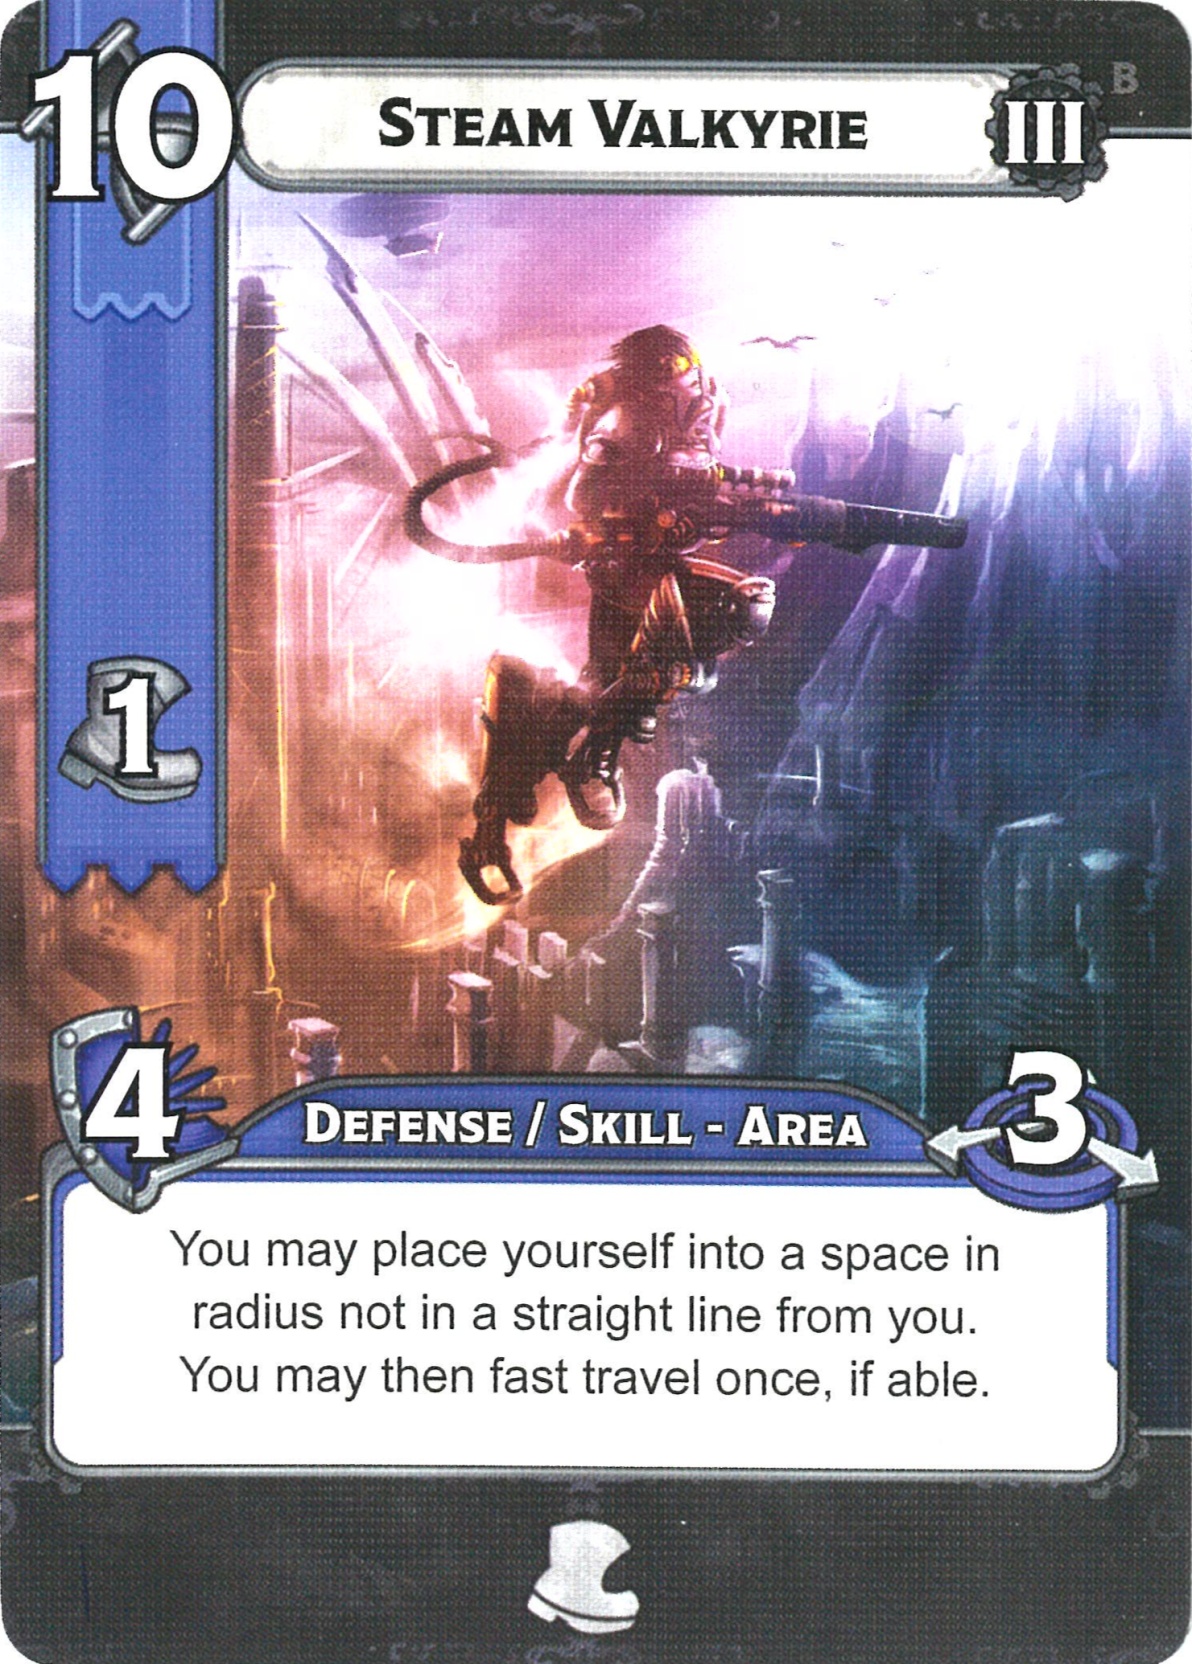 10
STEAM VALKYRIE
III
B
1
4
DEFENSE / SKILL - AREA
3
You may place yourself into a space in
radius not in a straight line from you.
You may then fast travel once, if able.